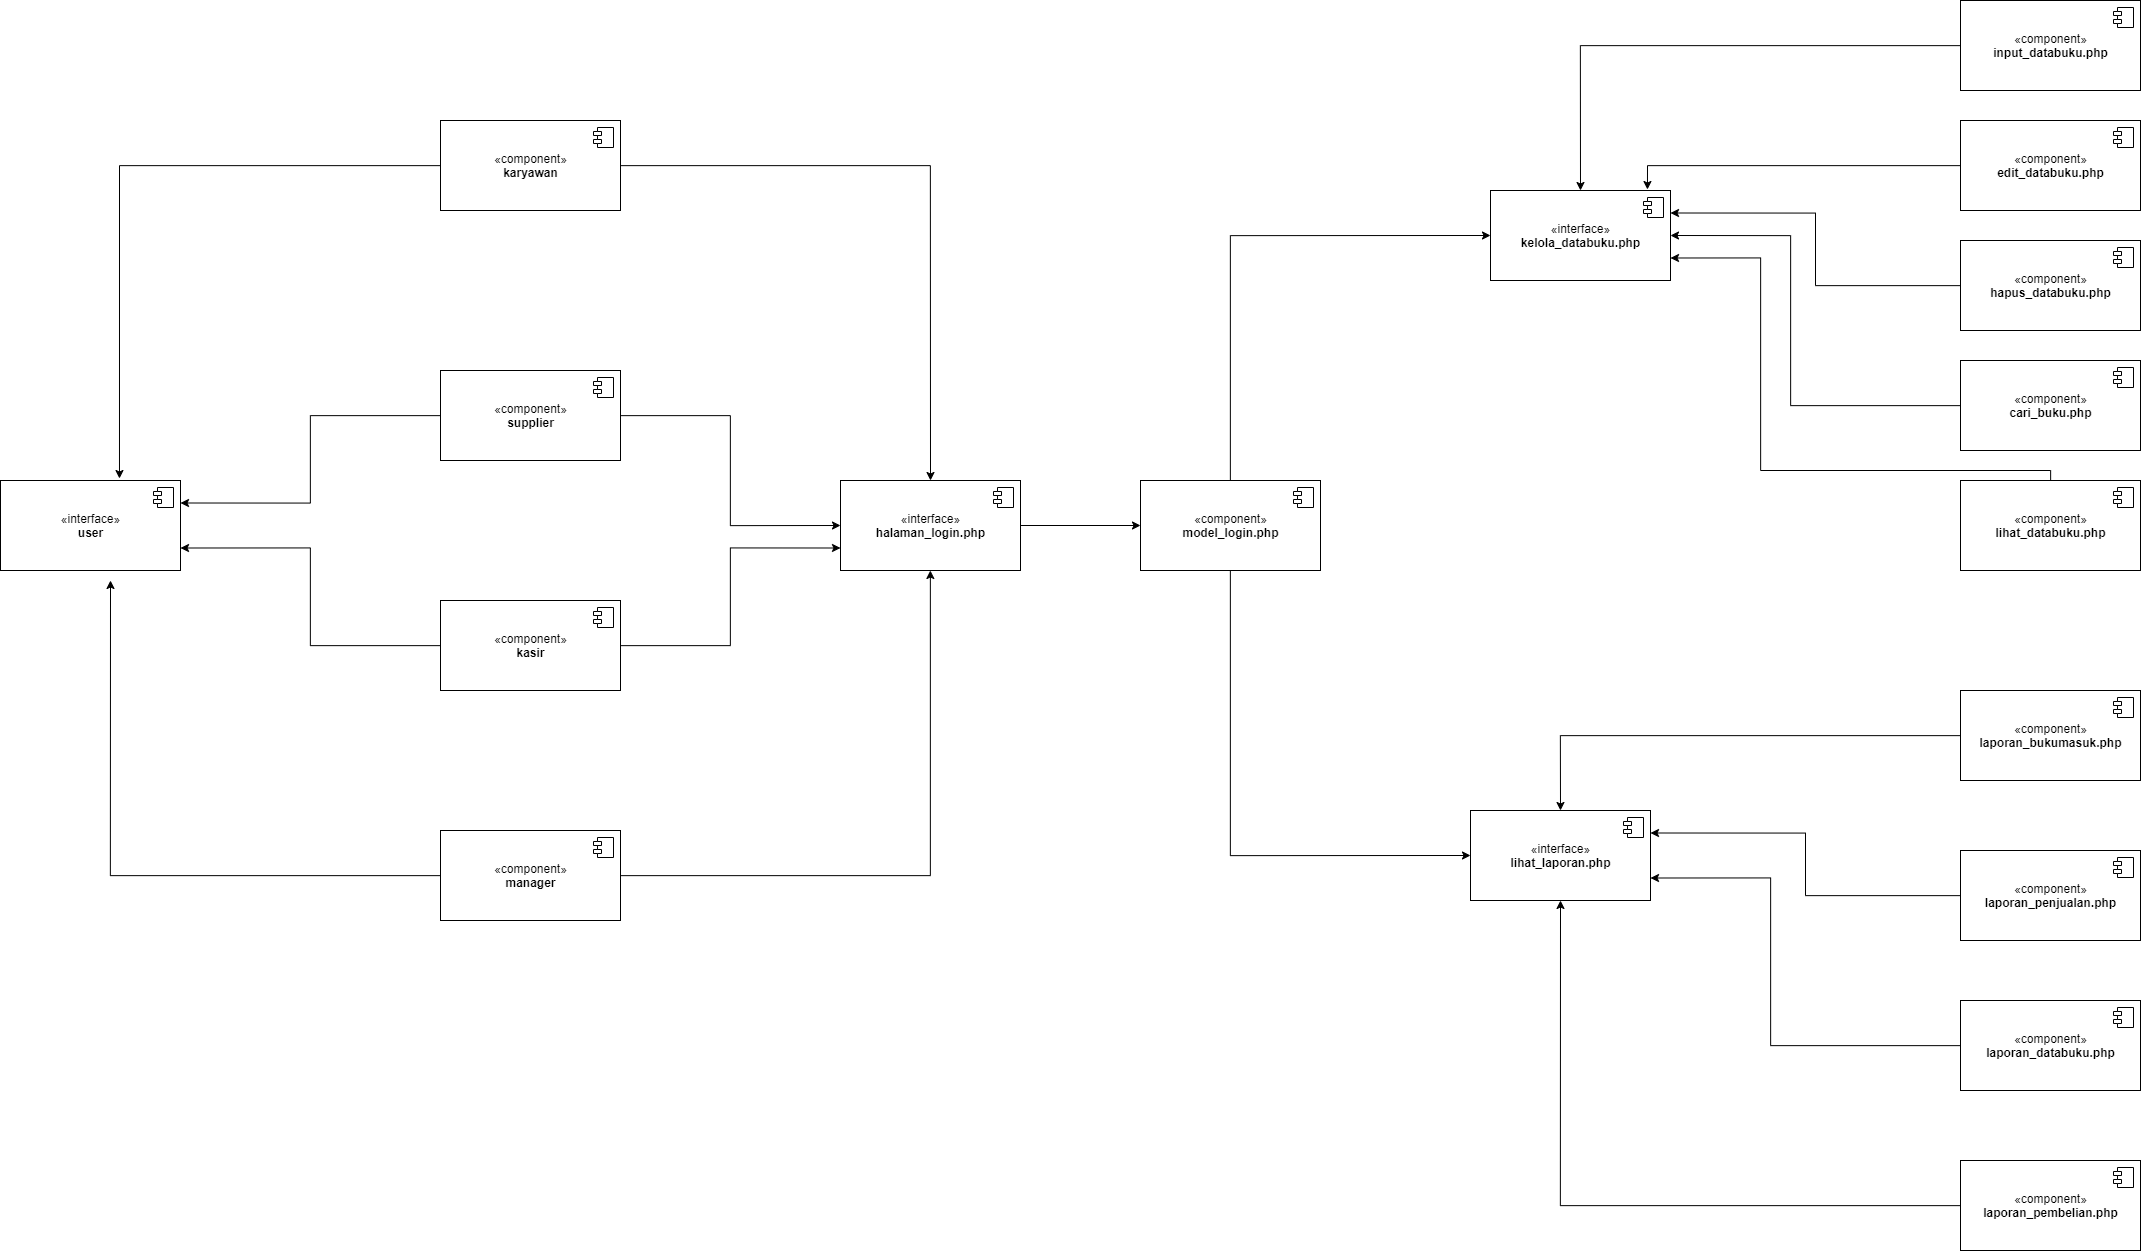 «component»
input_databuku.php
«component»
karyawan
«component»
edit_databuku.php
«interface»
kelola_databuku.php
«component»
hapus_databuku.php
«component»
supplier
«component»
cari_buku.php
«interface»
user
«interface»
halaman_login.php
«component»
model_login.php
«component»
lihat_databuku.php
«component»
kasir
«component»
laporan_bukumasuk.php
«component»
manager
«interface»
lihat_laporan.php
«component»
laporan_penjualan.php
«component»
laporan_databuku.php
«component»
laporan_pembelian.php